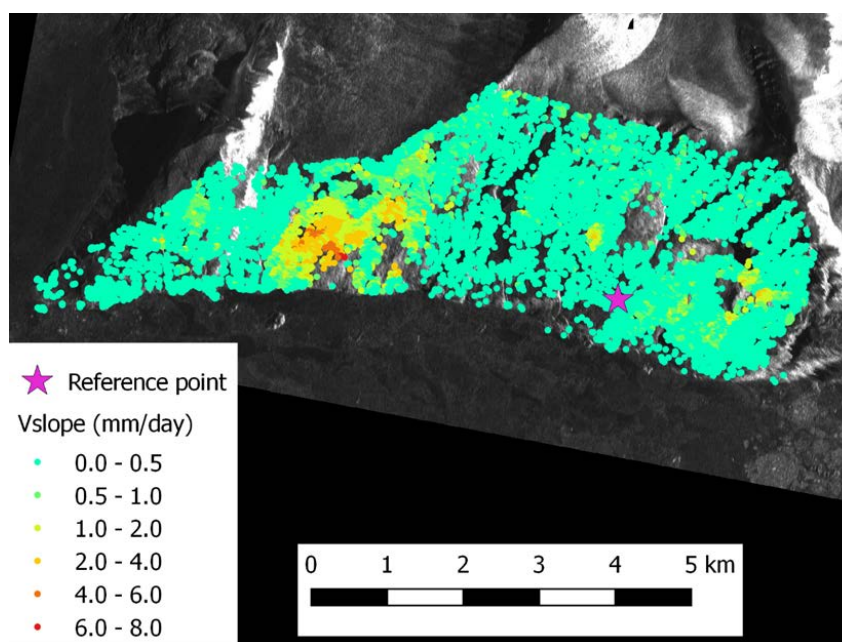 Reference point
Vslope (mm/day)
0.0 - 0.5
0.5 - 1.0
1.0 - 2.0
2.0 - 4.0
4.0 - 6.0
6.0 - 8.0
0 1 2 3 4 5 km